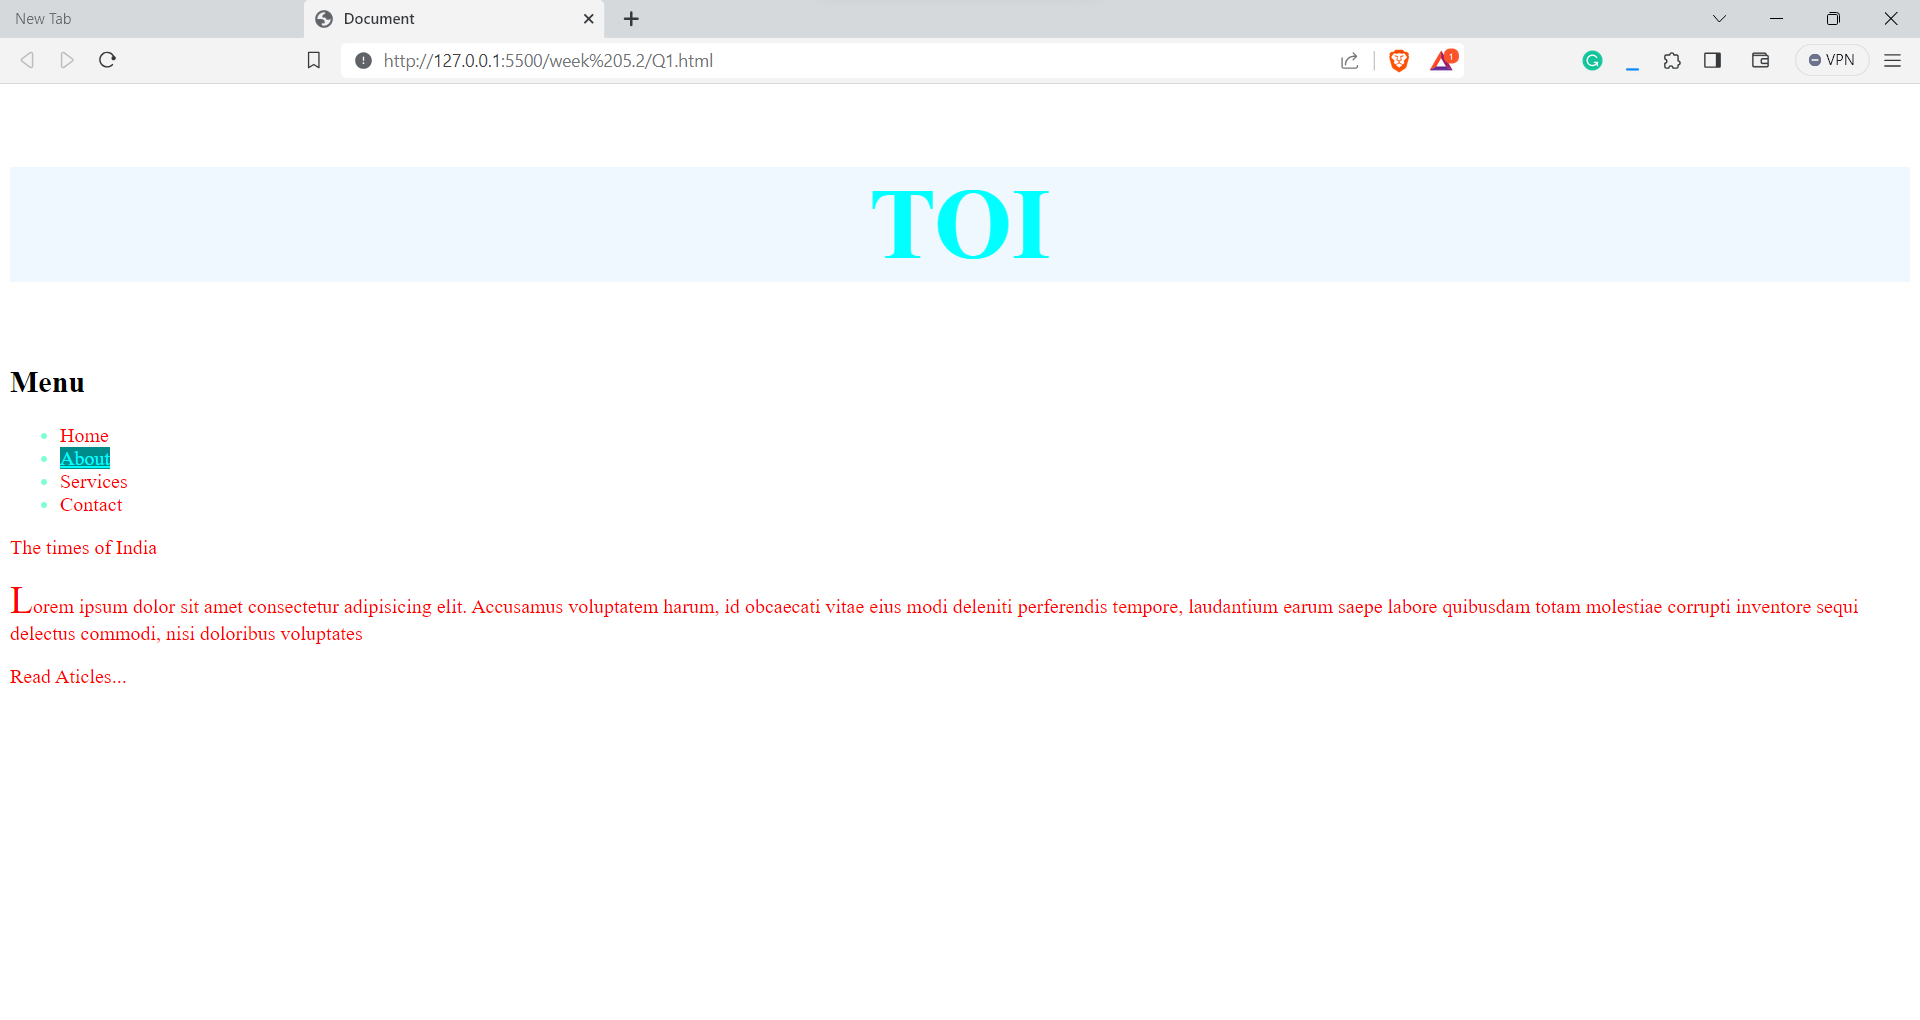 New Tab
Document
http://127.0.0.1:5500/week%205.2/Q1.html
1
VPN
TOI
Menu
Home
About
Services
Contact
The times of India
Lorem ipsum dolor sit amet consectetur adipisicing elit. Accusamus voluptatem harum, id obcaecati vitae eius modi deleniti perferendis tempore, laudantium earum saepe labore quibusdam totam molestiae corrupti inventore sequi
delectus commodi, nisi doloribus voluptates
Read Aticles...